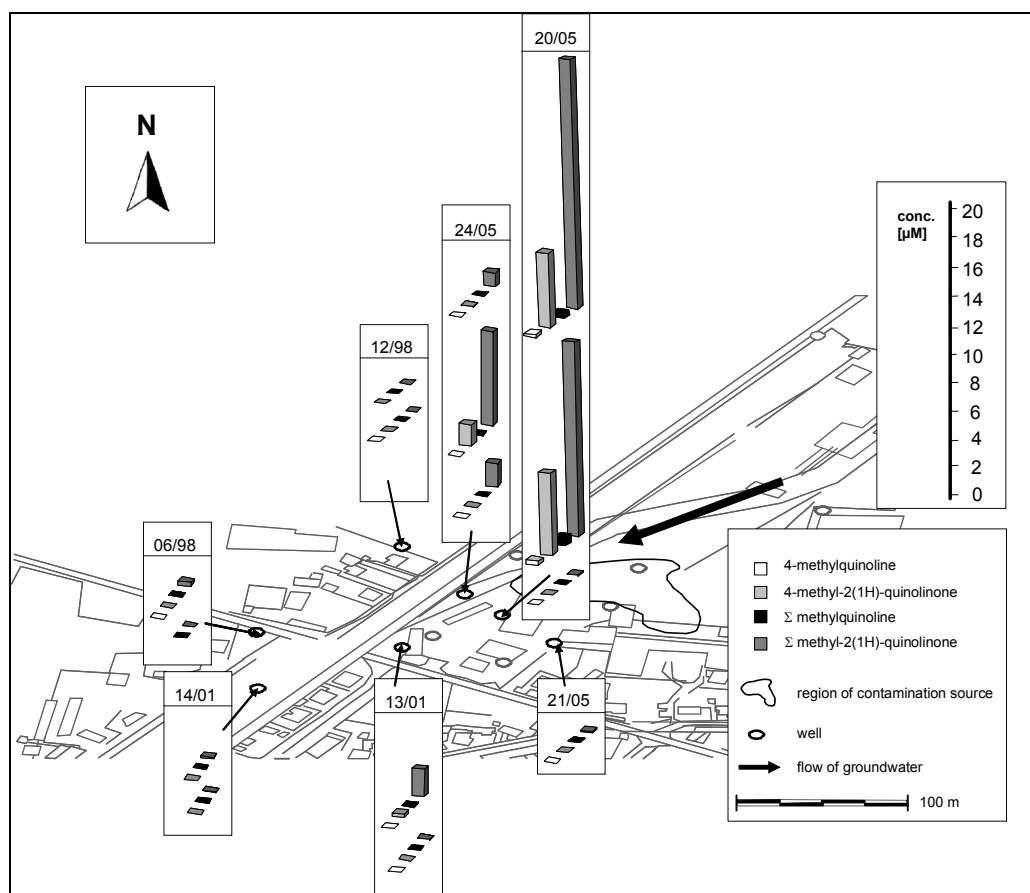 20/05
N
24/05
conc.
[µM]
20
18
16
14
12
10
8
6
4
2
0
12/98
06/98
14/01
13/01
21/05
4-methylquinoline
4-methyl-2(1H)-quinolinone
Σ methylquinoline
Σ methyl-2(1H)-quinolinone
region of contamination source
well
flow of groundwater
100 m